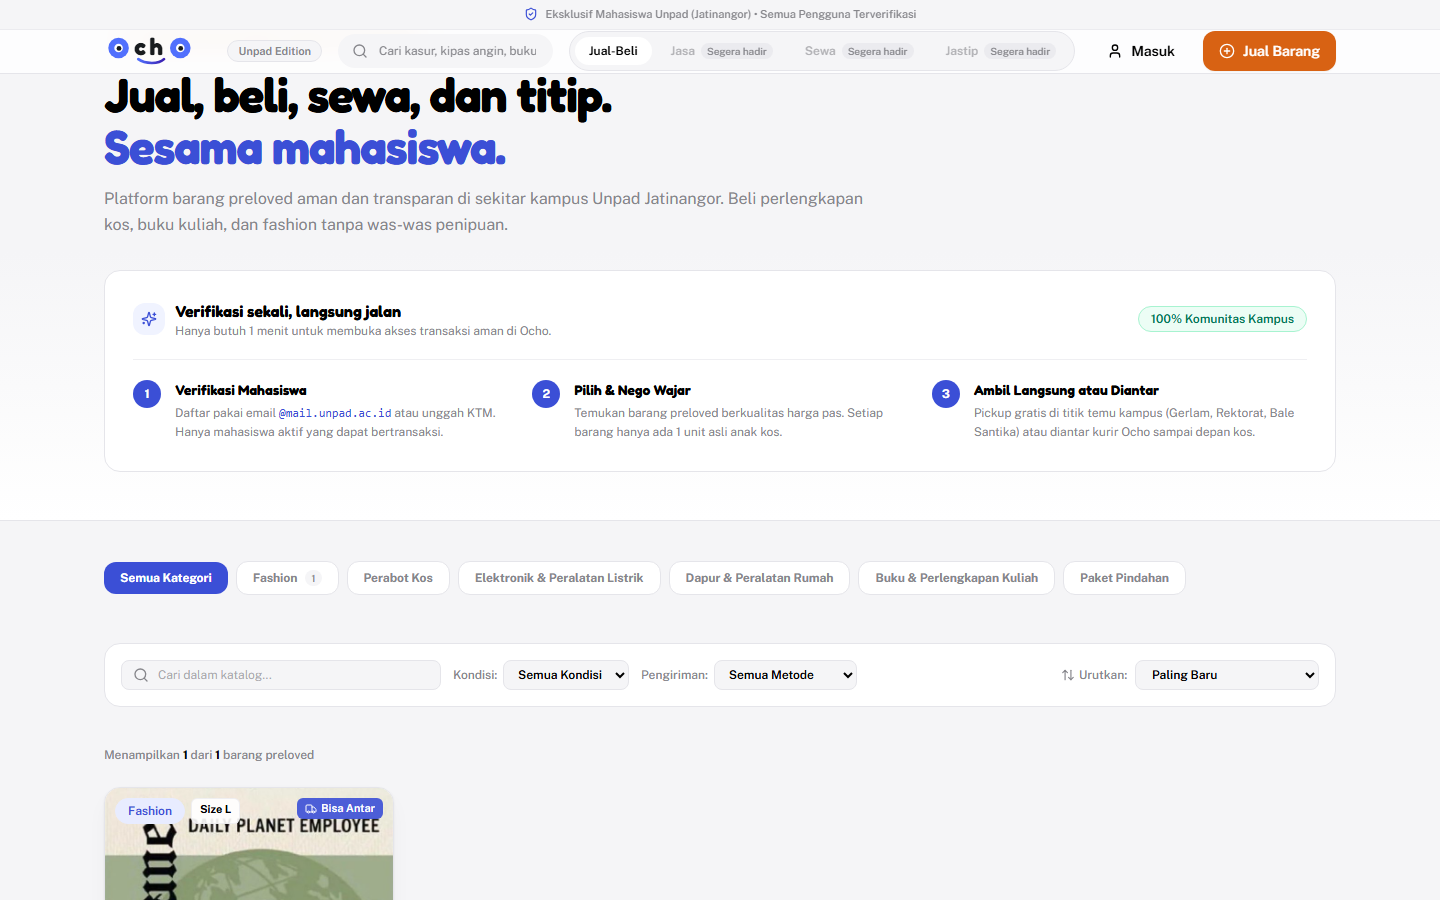 Eksklusif Mahasiswa Unpad (Jatinangor) • Semua Pengguna Terverifikasi
ocho
Unpad Edition
Cari kasur, kipas angin, buku
Jual-Beli
Jasa Segera hadir
Sewa Segera hadir
Jastip Segera hadir
Masuk
Jual Barang
Jual, beli, sewa, dan titip.
Sesama mahasiswa.
Platform barang preloved aman dan transparan di sekitar kampus Unpad Jatinangor. Beli perlengkapan
kos, buku kuliah, dan fashion tanpa was-was penipuan.
Verifikasi sekali, langsung jalan
Hanya butuh 1 menit untuk membuka akses transaksi aman di Ocho.
100% Komunitas Kampus
1
Verifikasi Mahasiswa
Daftar pakai email @mail.unpad.ac.id atau unggah KTM.
Hanya mahasiswa aktif yang dapat bertransaksi.
2
Pilih & Nego Wajar
Temukan barang preloved berkualitas harga pas. Setiap
barang hanya ada 1 unit asli anak kos.
3
Ambil Langsung atau Diantar
Pickup gratis di titik temu kampus (Gerlam, Rektorat, Bale
Santika) atau diantar kurir Ocho sampai depan kos.
Semua Kategori
Fashion 1
Perabot Kos
Elektronik & Peralatan Listrik
Dapur & Peralatan Rumah
Buku & Perlengkapan Kuliah
Paket Pindahan
Cari dalam katalog...
Kondisi: Semua Kondisi
Pengiriman: Semua Metode
Urutkan: Paling Baru
Menampilkan 1 dari 1 barang preloved
Fashion
Size L
Bisa Antar
DAILY PLANET EMPLOYEE